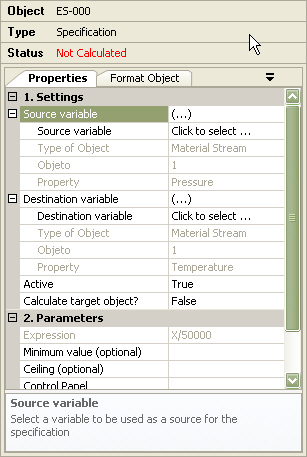 Object ES-000
Type Specification
Status Not Calculated
Properties Format Object
1. Settings
Source variable (...)
Source variable Click to select ...
Type of Object Material Stream
Objeto 1
Property Pressure
Destination variable (...)
Destination variable Click to select ...
Type of Object Material Stream
Objeto 1
Property Temperature
Active True
Calculate target object? False
2. Parameters
Expression X/50000
Minimum value (optional)
Ceiling (optional)
Control Panel
Source variable
Select a variable to be used as a source for the
specification